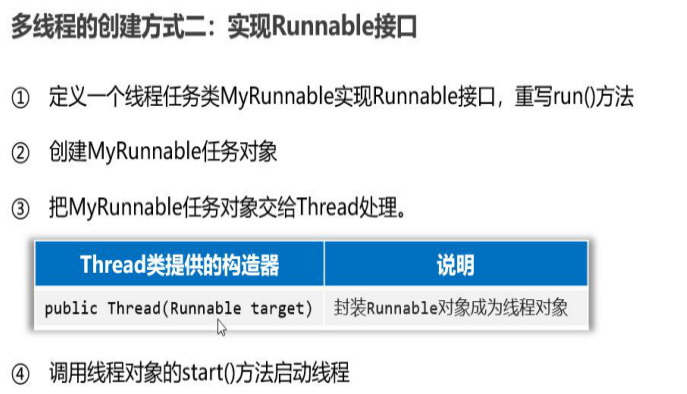 多线程的创建方式二：实现Runnable接口
① 定义一个线程任务类MyRunnable实现Runnable接口，重写run()方法
② 创建MyRunnable任务对象
③ 把MyRunnable任务对象交给Thread处理。
Thread类提供的构造器 说明
public Thread(Runnable target) 封装Runnable对象成为线程对象
④ 调用线程对象的start()方法启动线程